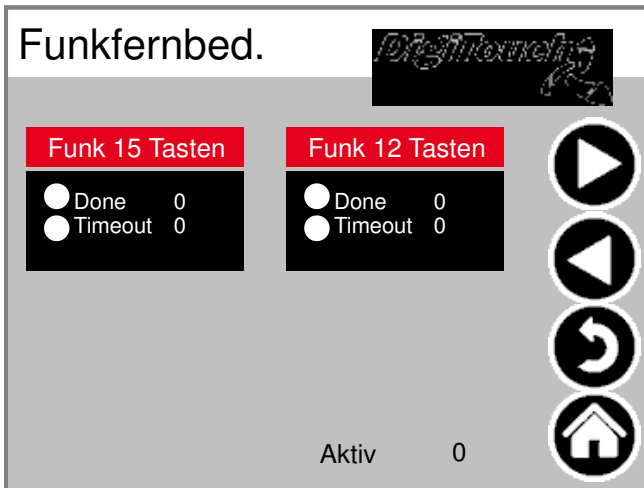 Funkfernbed.
DigiTouch
Funk 15 Tasten
Done 0
Timeout 0
Funk 12 Tasten
Done 0
Timeout 0
Aktiv 0